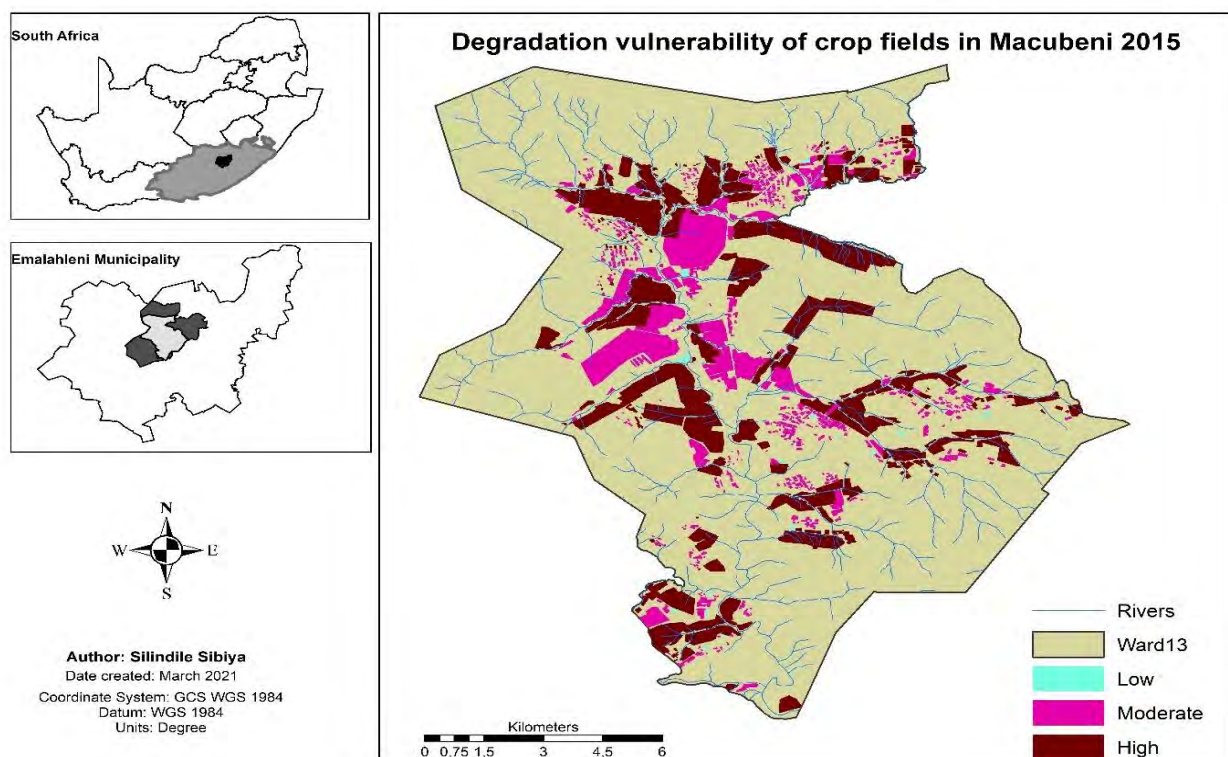 South Africa
Emalahleni Municipality
N
W E
S
Author: Silindile Sibiya
Date created: March 2021
Coordinate System: GCS WGS 1984
Datum: WGS 1984
Units: Degree
Degradation vulnerability of crop fields in Macubeni 2015
Rivers
Ward13
Low
Moderate
High
Kilometers
0 0.75 1.5 3 4.5 6